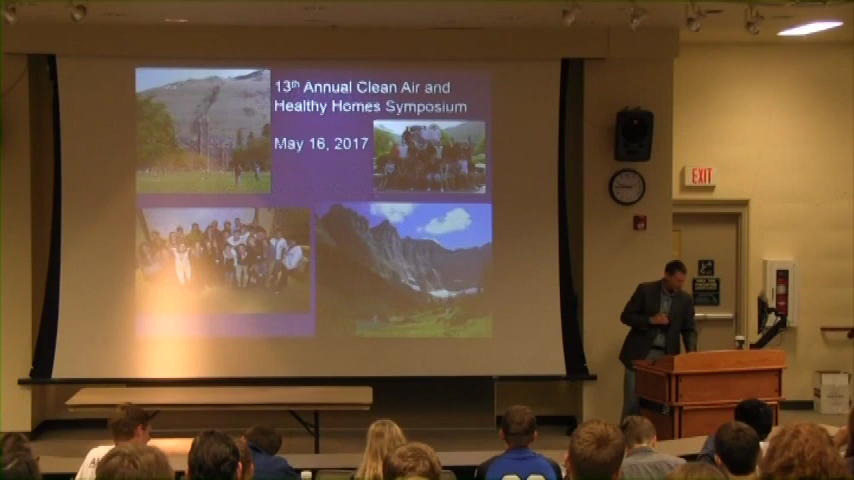 13th Annual Clean Air and
Healthy Homes Symposium
May 16, 2017
EXIT